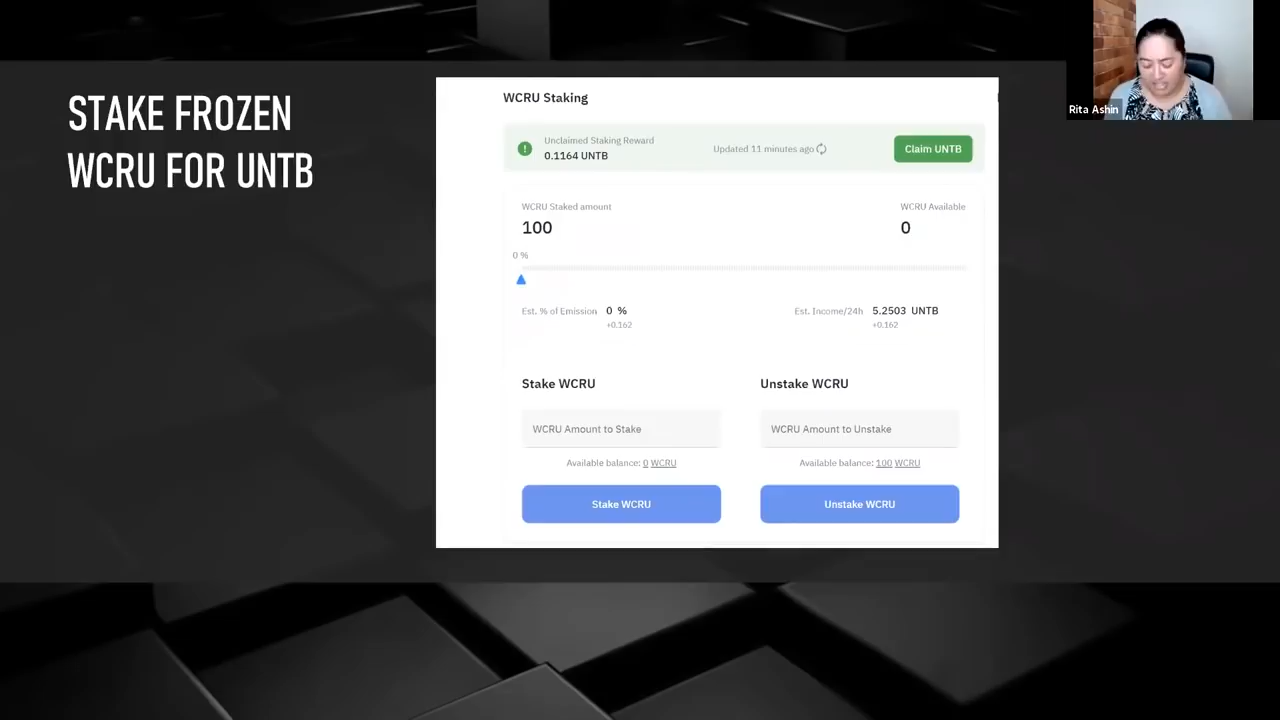 STAKE FROZEN
WCRU FOR UNTB
WCRU Staking
Unclaimed Staking Reward
0.1164 UNTB
Updated 11 minutes ago
Claim UNTB
WCRU Staked amount
WCRU Available
100
0
0 %
Est. % of Emission 0 %
+0.162
Est. Income/24h 5.2503 UNTB
+0.162
Stake WCRU
Unstake WCRU
WCRU Amount to Stake
WCRU Amount to Unstake
Available balance: 0 WCRU
Available balance: 100 WCRU
Stake WCRU
Unstake WCRU
Rita Ashin